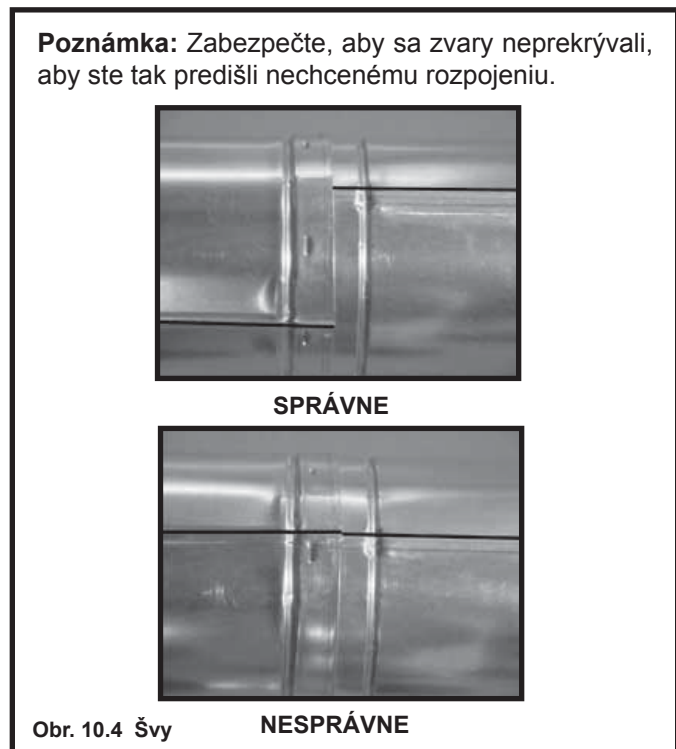 Poznámka: Zabezpečte, aby sa zvary neprekrývali,
aby ste tak predišli nechcenému rozpojeniu.
SPRÁVNE
NESPRÁVNE
Obr. 10.4 Švy